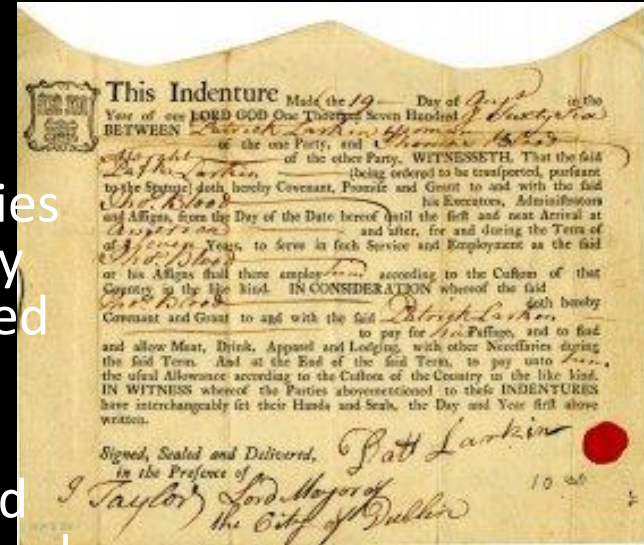 This Indenture Made the 19 Day of Augst in the
Year of our LORD GOD One Thousand Seven Hundred & Sixty Six
BETWEEN Patrick Larkin
of the one Party, and Thomas Blood
of the other Party, WITNESSETH, That the said
Larkin (being ordered to be transported, pursuant
to the Statute) doth hereby Covenant, Promise and Grant to and with the said
Thos Blood his Executors, Administrators
and Assigns, from the Day of the Date hereof until the first and next Arrival at
and after, for and during the Term of
Seven Years, to serve in such Service and Employment as the said
Thos Blood
or his Assigns shall there employ him according to the Custom of that
Country in the like kind. IN CONSIDERATION whereof the said
Thos Blood doth hereby
Covenant and Grant to and with the said Patrick Larkin
to pay for his Passage, and to find
and allow Meat, Drink, Apparel and Lodging, with other Necessaries during
the said Term. And at the End of the said Term, to pay unto him
the usual Allowance according to the Custom of the Country in the like kind.
IN WITNESS whereof the Parties abovementioned to these INDENTURES
have interchangeably set their Hands and Seals, the Day and Year first above
written.
Signed, Sealed and Delivered,
in the Presence of
Patt Larkin
J Taylor Lord Mayor of
the City of Dublin
ies
y
ed
d